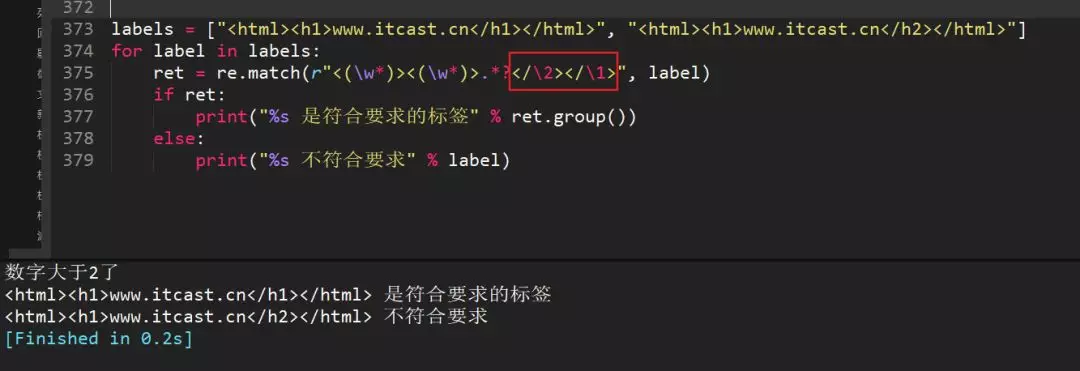 372
373 labels = ["<html><h1>www.itcast.cn</h1></html>", "<html><h1>www.itcast.cn</h2></html>"]
374 for label in labels:
375     ret = re.match(r"<(\w*)><(\w*)>.*?</\2></\1>", label)
376     if ret:
377         print("%s 是符合要求的标签" % ret.group())
378     else:
379         print("%s 不符合要求" % label)
数字大于2了
<html><h1>www.itcast.cn</h1></html> 是符合要求的标签
<html><h1>www.itcast.cn</h2></html> 不符合要求
[Finished in 0.2s]